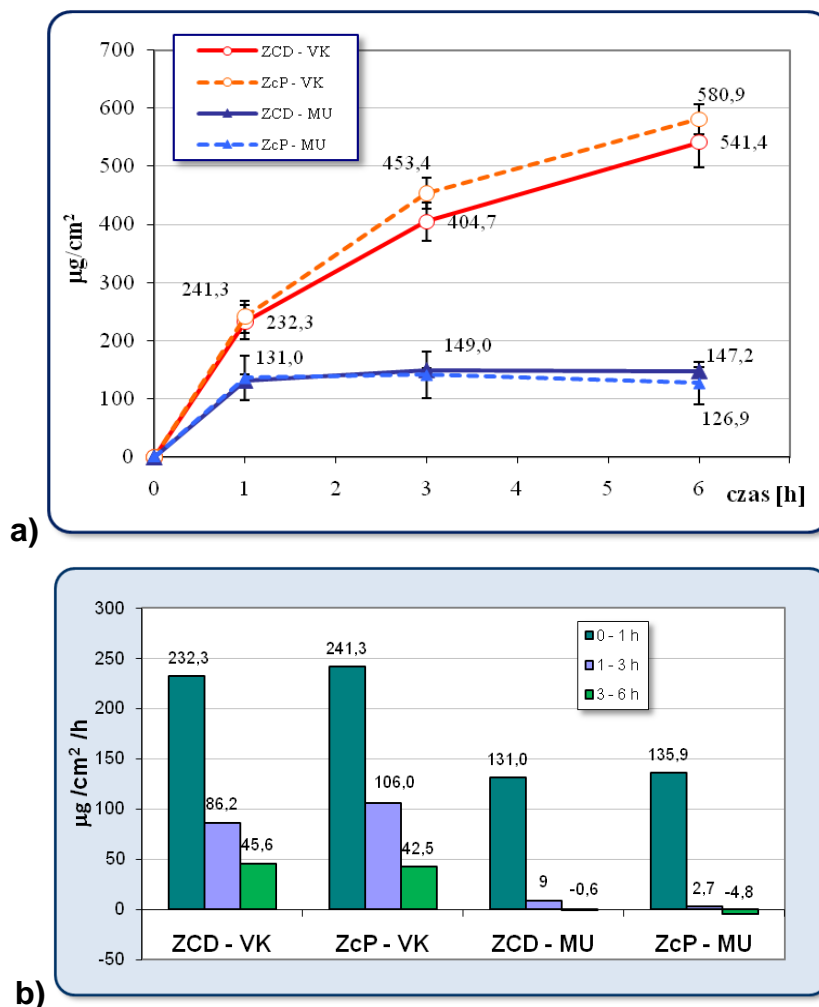 700
600
500
400
300
200
100
0
µg/cm²
ZCD - VK
ZcP - VK
ZCD - MU
ZcP - MU
580,9
541,4
453,4
404,7
241,3
232,3
131,0
149,0
147,2
126,9
0 1 2 3 4 5 6 czas [h]
a)
300
250
200
150
100
50
0
-50
µg /cm² /h
0 - 1 h
1 - 3 h
3 - 6 h
232,3 86,2 45,6
241,3 106,0 42,5
131,0 9 -0,6
135,9 2,7 -4,8
ZCD - VK ZcP - VK ZCD - MU ZcP - MU
b)